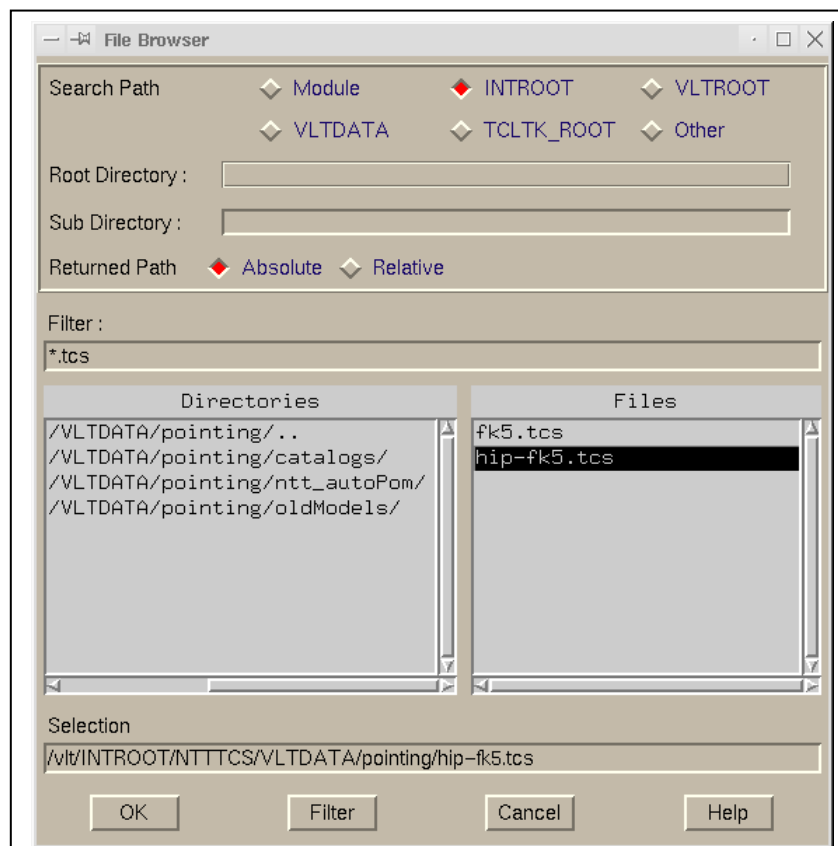 File Browser
Search Path Module INTROOT VLTROOT
VLTDATA TCLTK_ROOT Other
Root Directory :
Sub Directory :
Returned Path Absolute Relative
Filter :
*.tcs
Directories Files
/VLTDATA/pointing/.. fk5.tcs
/VLTDATA/pointing/catalogs/ hip-fk5.tcs
/VLTDATA/pointing/ntt_autoPom/
/VLTDATA/pointing/oldModels/
Selection
/vlt/INTROOT/NTTTCS/VLTDATA/pointing/hip-fk5.tcs
OK Filter Cancel Help